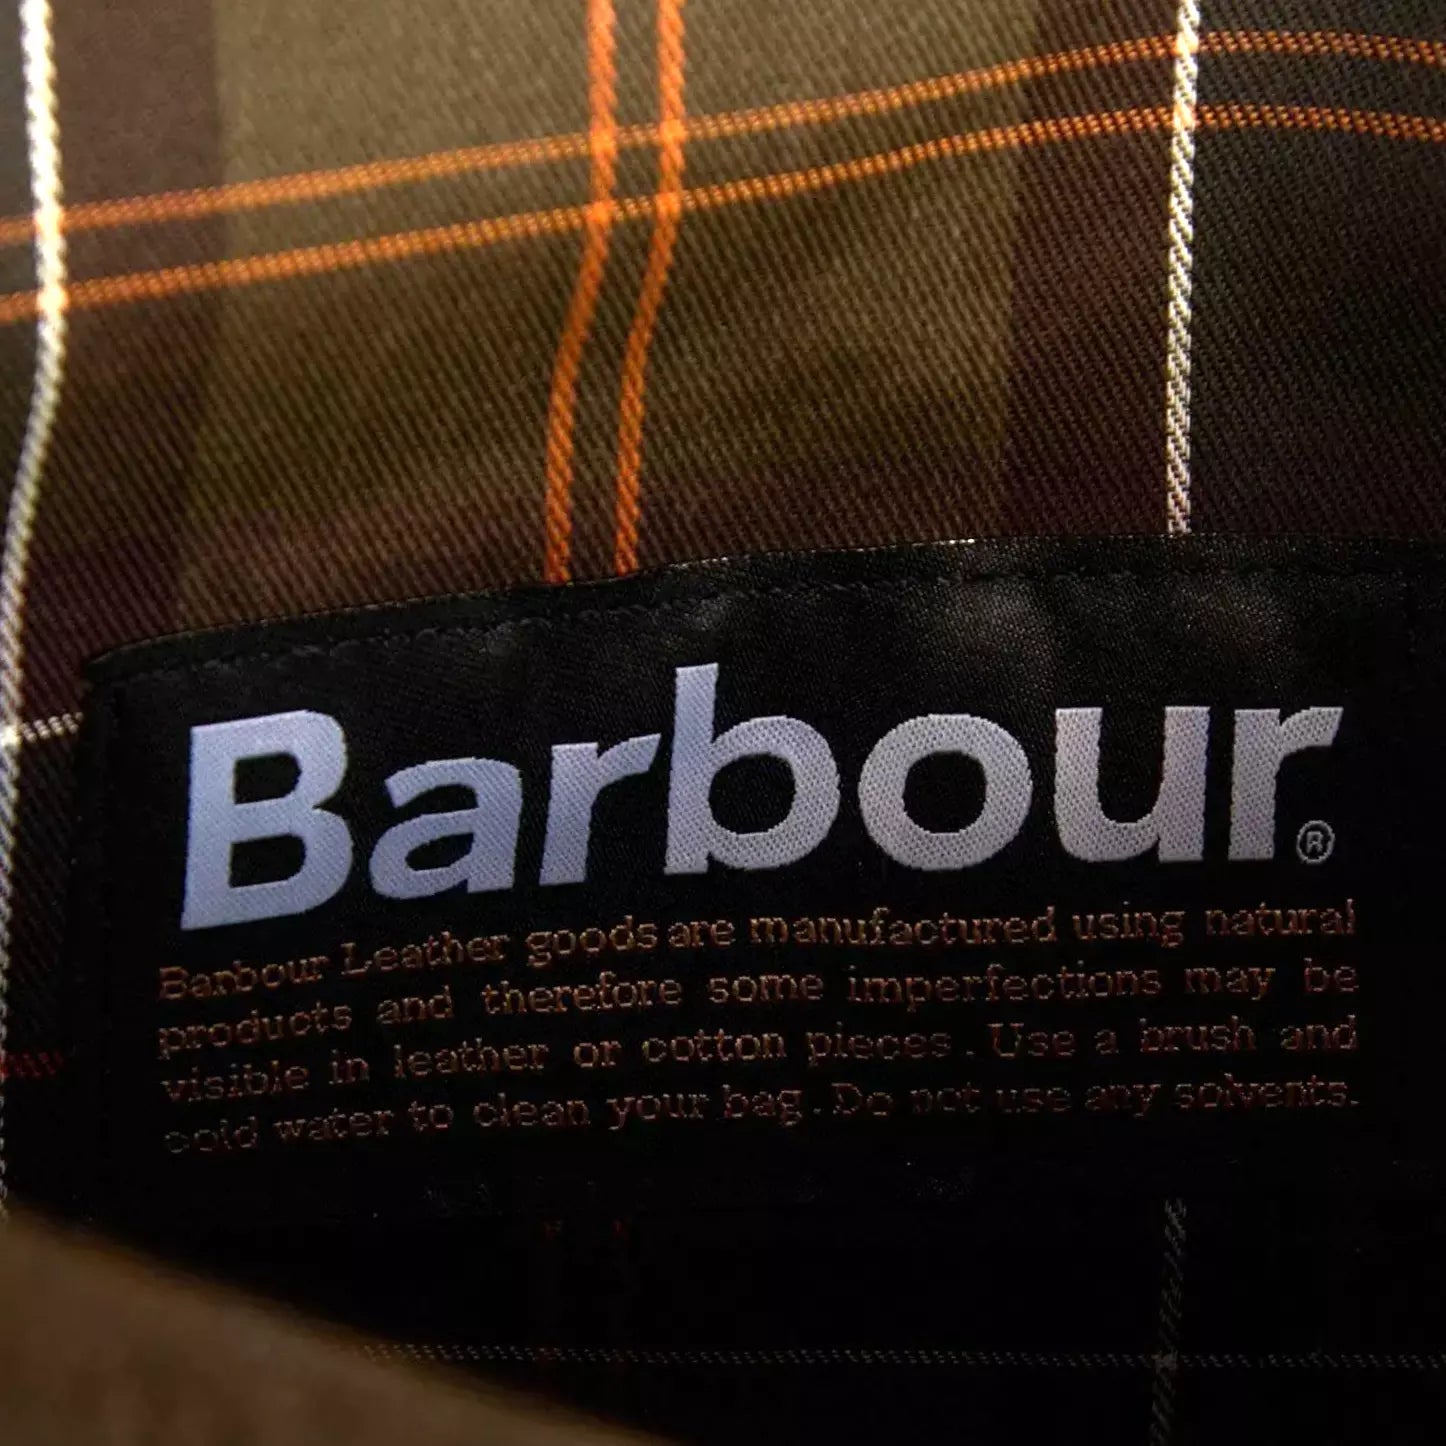 Barbour®
Barbour Leather goods are manufactured using natural
products and therefore some imperfections may be
visible in leather or cotton pieces. Use a brush and
cold water to clean your bag. Do not use any solvents.